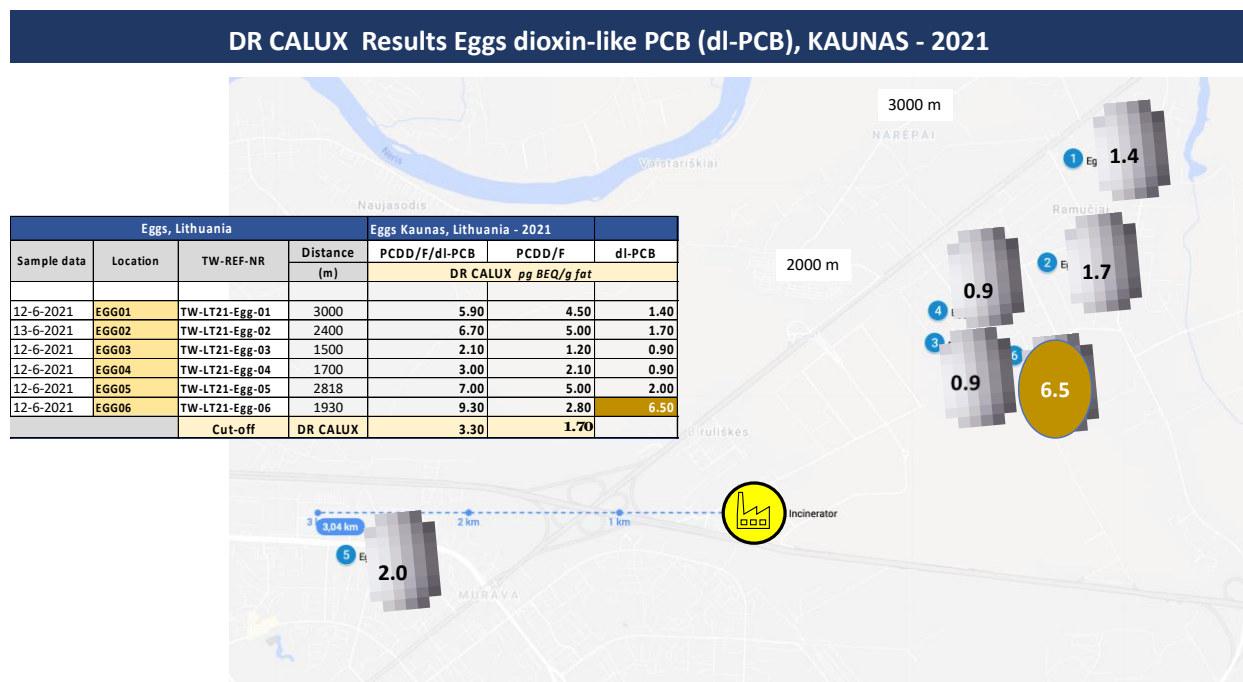 DR CALUX Results Eggs dioxin-like PCB (dl-PCB), KAUNAS - 2021
3000 m
NARĖPAI
Neris
Vaistariškiai
1 Eg 1.4
Naujasodis
Ramučiai
Eggs, Lithuania Eggs Kaunas, Lithuania - 2021
Sample data Location TW-REF-NR Distance PCDD/F/dl-PCB PCDD/F dl-PCB
(m) DR CALUX pg BEQ/g fat
12-6-2021 EGG01 TW-LT21-Egg-01 3000 5.90 4.50 1.40
13-6-2021 EGG02 TW-LT21-Egg-02 2400 6.70 5.00 1.70
12-6-2021 EGG03 TW-LT21-Egg-03 1500 2.10 1.20 0.90
12-6-2021 EGG04 TW-LT21-Egg-04 1700 3.00 2.10 0.90
12-6-2021 EGG05 TW-LT21-Egg-05 2818 7.00 5.00 2.00
12-6-2021 EGG06 TW-LT21-Egg-06 1930 9.30 2.80 6.50
Cut-off DR CALUX 3.30 1.70
2000 m
2 E 1.7
0.9
4
3
6
0.9
6.5
Biruliškės
Incinerator
3,04 km
2 km
1 km
5 E
2.0
MURAVA